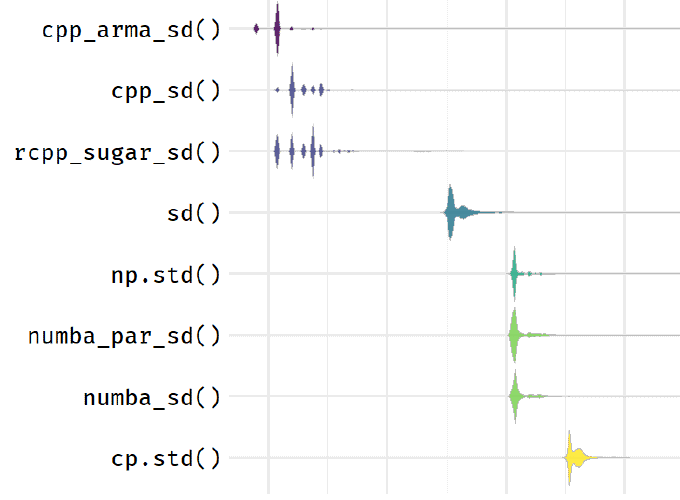 cpp_arma_sd()
cpp_sd()
rcpp_sugar_sd()
sd()
np.std()
numba_par_sd()
numba_sd()
cp.std()